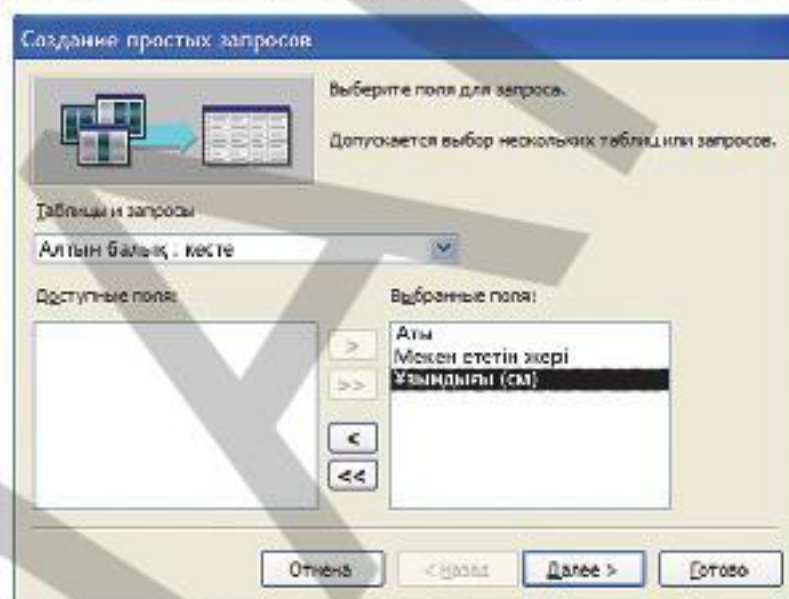 Создание простых запросов
Выберите поля для запроса.
Допускается выбор нескольких таблиц или запросов.
Таблицы и запросы
Алтын балық : кесте
Доступные поля:
Выбранные поля:
>
>>
<
<<
Аты
Мекен ететін жері
Ұзындығы (см)
Отмена
< Назад
Далее >
Готово